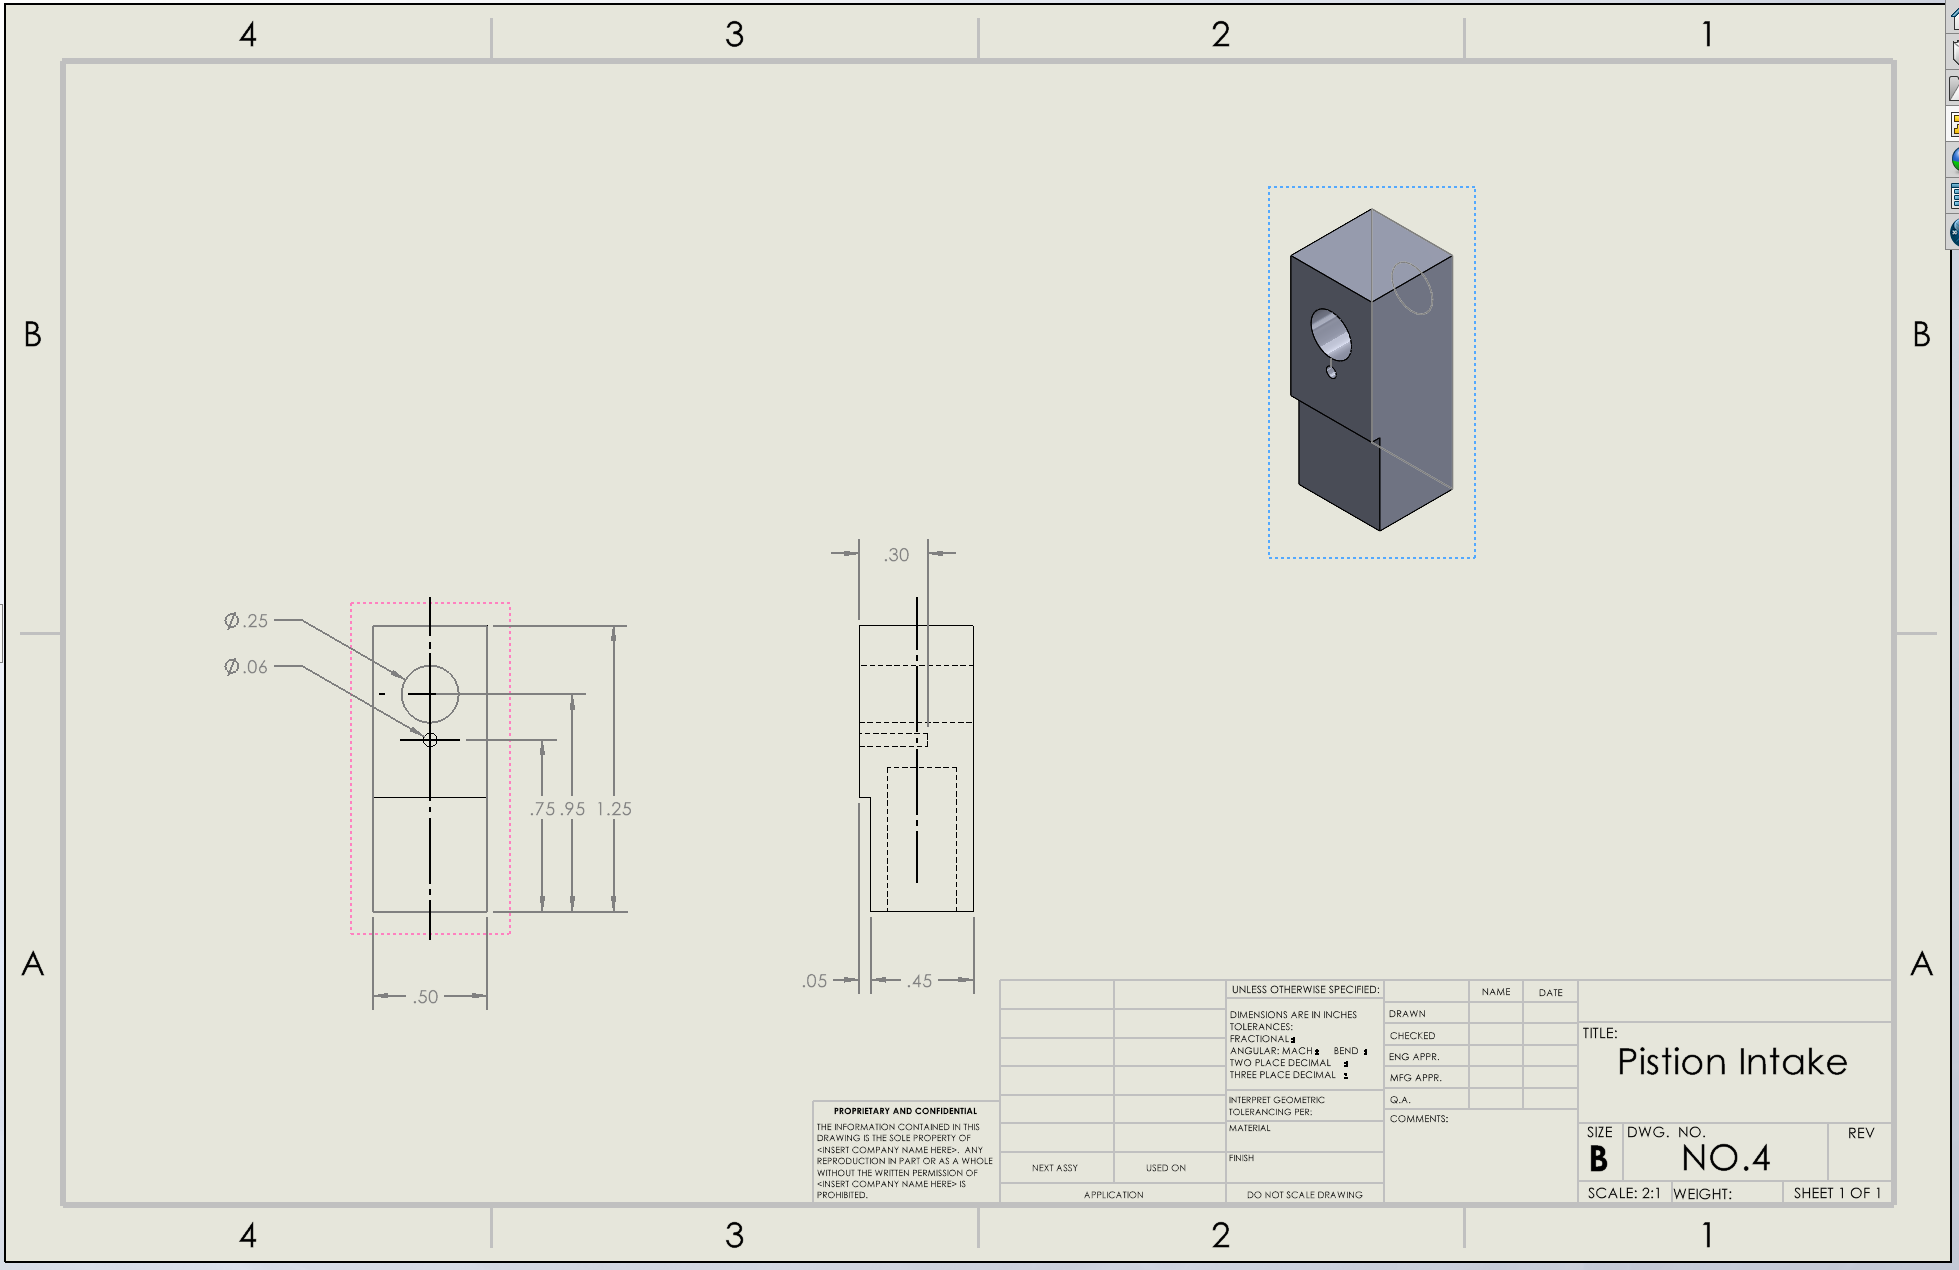 4 3 2 1
B B
.30
Ø.25
Ø.06
.75 .95 1.25
A A
.05 .45
.50
UNLESS OTHERWISE SPECIFIED:
DIMENSIONS ARE IN INCHES
TOLERANCES:
FRACTIONAL
ANGULAR: MACH BEND
TWO PLACE DECIMAL
THREE PLACE DECIMAL
INTERPRET GEOMETRIC
TOLERANCING PER:
MATERIAL
FINISH
DO NOT SCALE DRAWING
NAME DATE
DRAWN
CHECKED
ENG APPR.
MFG APPR.
Q.A.
COMMENTS:
TITLE:
Pistion Intake
SIZE DWG. NO. REV
B NO.4
SCALE: 2:1 WEIGHT: SHEET 1 OF 1
PROPRIETARY AND CONFIDENTIAL
THE INFORMATION CONTAINED IN THIS
DRAWING IS THE SOLE PROPERTY OF
<INSERT COMPANY NAME HERE>. ANY
REPRODUCTION IN PART OR AS A WHOLE
WITHOUT THE WRITTEN PERMISSION OF
<INSERT COMPANY NAME HERE> IS
PROHIBITED.
NEXT ASSY USED ON
APPLICATION
4 3 2 1